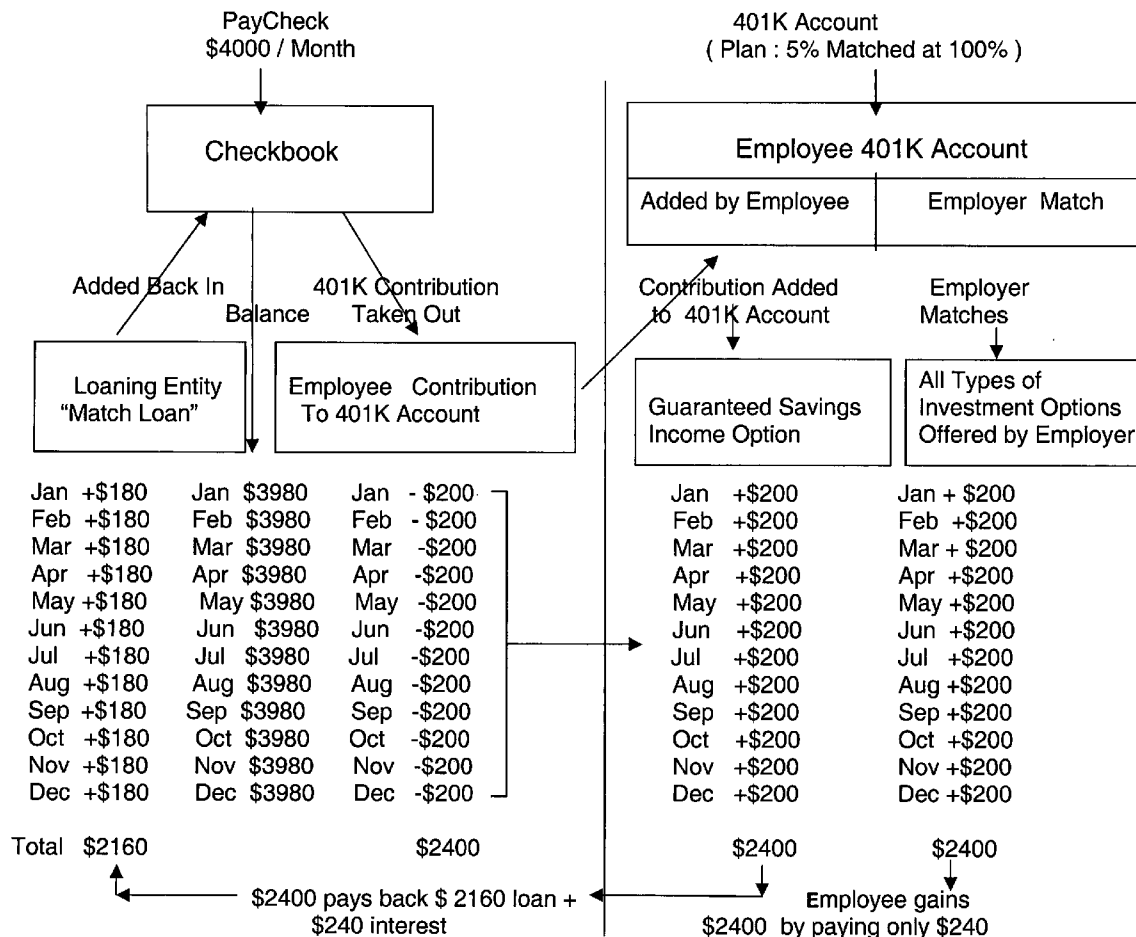 PayCheck
$4000 / Month
401K Account
( Plan : 5% Matched at 100% )
Checkbook
Employee 401K Account
Added by Employee
Employer Match
Added Back In
Balance
401K Contribution
Taken Out
Contribution Added
to 401K Account
Employer
Matches
Loaning Entity
"Match Loan"
Employee Contribution
To 401K Account
Guaranteed Savings
Income Option
All Types of
Investment Options
Offered by Employer
Jan +$180 Jan $3980 Jan - $200 Jan +$200 Jan + $200
Feb +$180 Feb $3980 Feb - $200 Feb +$200 Feb +$200
Mar +$180 Mar $3980 Mar -$200 Mar +$200 Mar + $200
Apr +$180 Apr $3980 Apr -$200 Apr +$200 Apr +$200
May +$180 May $3980 May -$200 May +$200 May +$200
Jun +$180 Jun $3980 Jun -$200 Jun +$200 Jun +$200
Jul +$180 Jul $3980 Jul -$200 Jul +$200 Jul +$200
Aug +$180 Aug $3980 Aug -$200 Aug +$200 Aug +$200
Sep +$180 Sep $3980 Sep -$200 Sep +$200 Sep +$200
Oct +$180 Oct $3980 Oct -$200 Oct +$200 Oct +$200
Nov +$180 Nov $3980 Nov -$200 Nov +$200 Nov +$200
Dec +$180 Dec $3980 Dec -$200 Dec +$200 Dec +$200
Total $2160 $2400 $2400 $2400
$2400 pays back $ 2160 loan +
$240 interest
Employee gains
$2400 by paying only $240